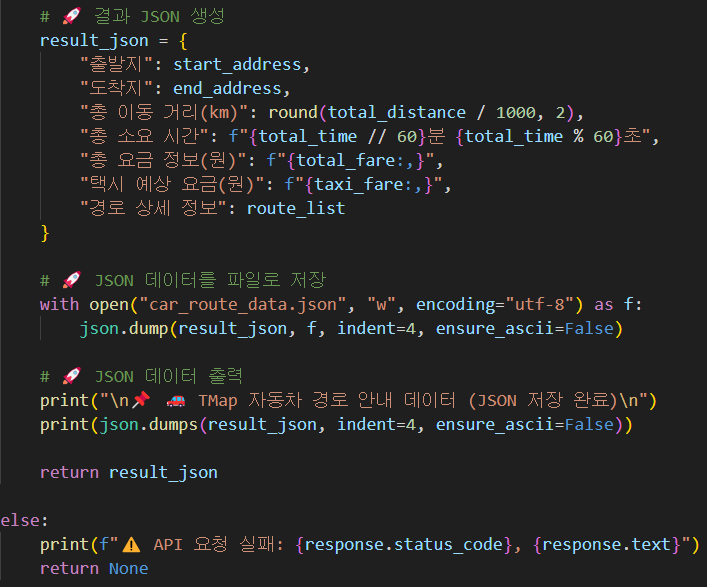 # 🚀 결과 JSON 생성
result_json = {
"출발지": start_address,
"도착지": end_address,
"총 이동 거리(km)": round(total_distance / 1000, 2),
"총 소요 시간": f"{total_time // 60}분 {total_time % 60}초",
"총 요금 정보(원)": f"{total_fare:,}",
"택시 예상 요금(원)": f"{taxi_fare:,}",
"경로 상세 정보": route_list
}
# 🚀 JSON 데이터를 파일로 저장
with open("car_route_data.json", "w", encoding="utf-8") as f:
json.dump(result_json, f, indent=4, ensure_ascii=False)
# 🚀 JSON 데이터 출력
print("\n📌 🚗 TMap 자동차 경로 안내 데이터 (JSON 저장 완료)\n")
print(json.dumps(result_json, indent=4, ensure_ascii=False))
return result_json
else:
print(f"⚠️ API 요청 실패: {response.status_code}, {response.text}")
return None